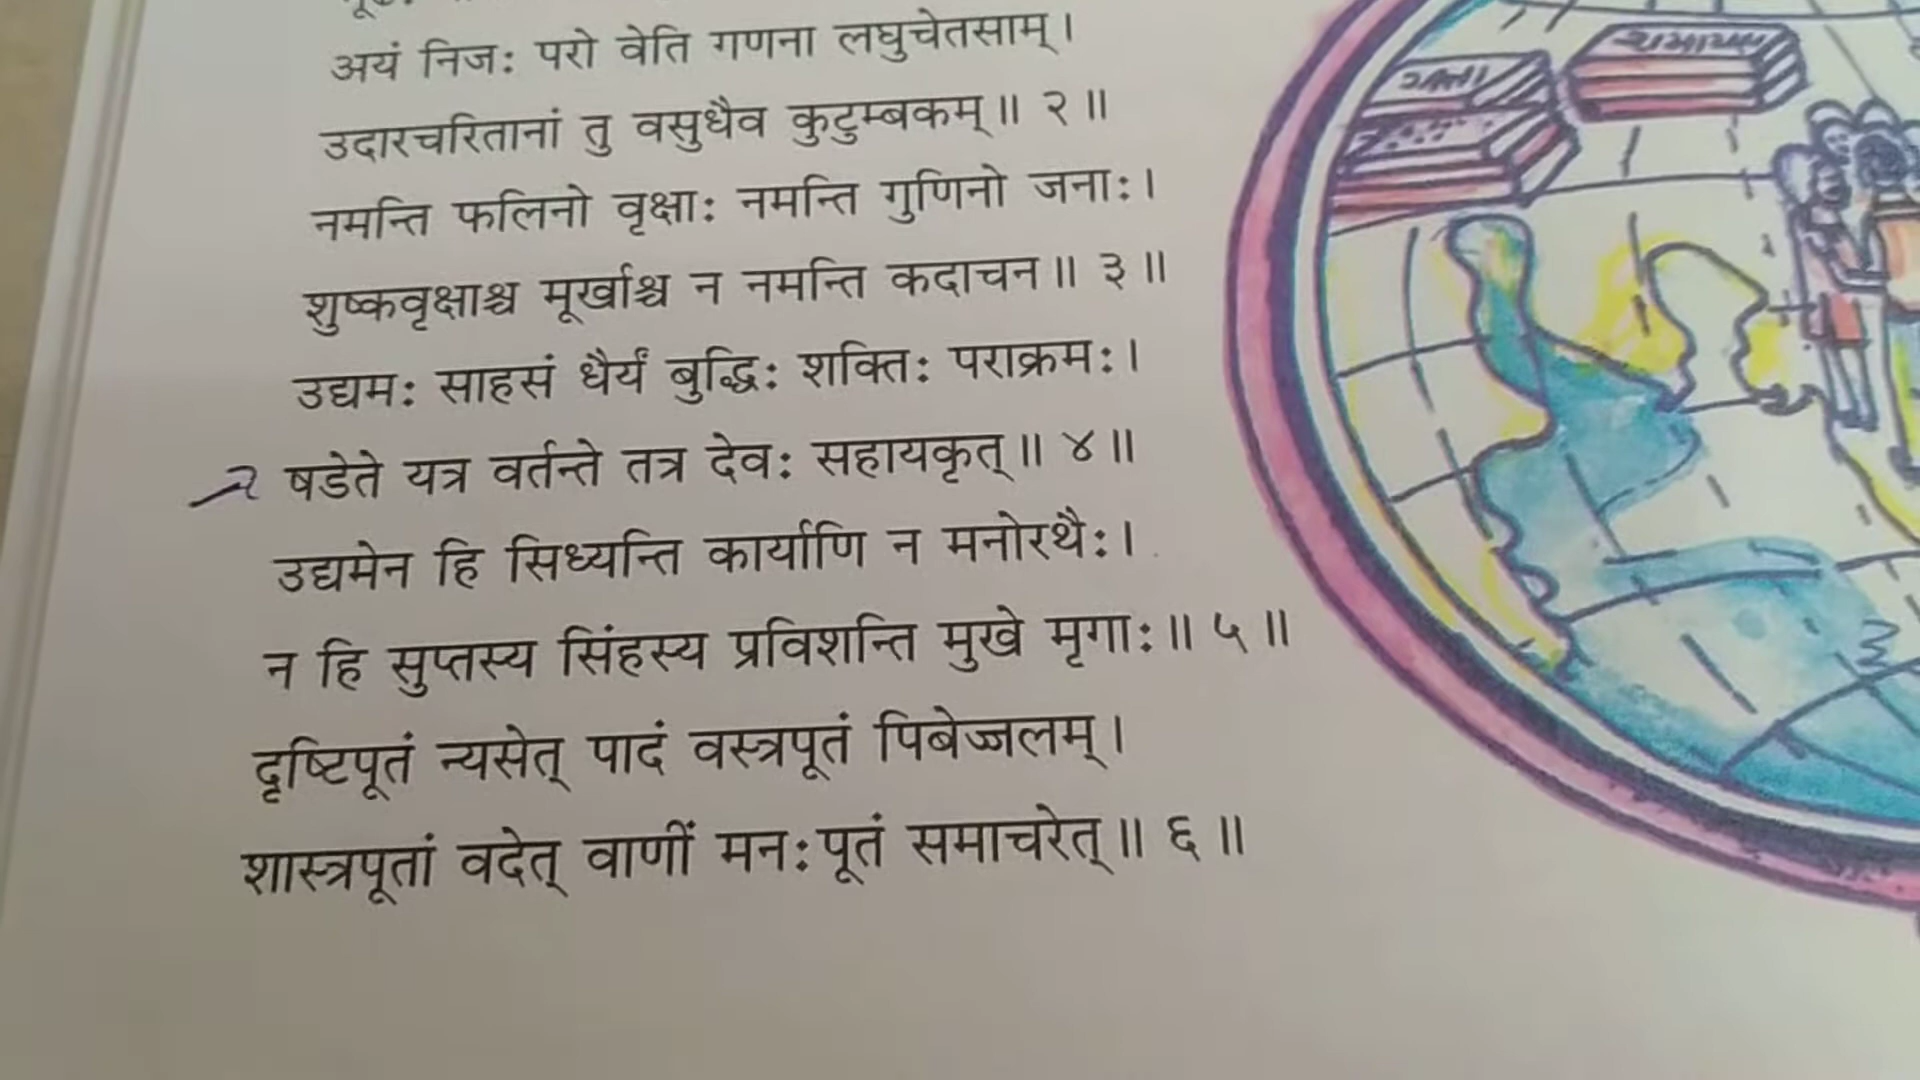 अयं निजः परो वेति गणना लघुचेतसाम्।
उदारचरितानां तु वसुधैव कुटुम्बकम्॥ २॥
नमन्ति फलिनो वृक्षाः नमन्ति गुणिनो जनाः।
शुष्कवृक्षाश्च मूर्खाश्च न नमन्ति कदाचन॥ ३॥
उद्यमः साहसं धैर्यं बुद्धिः शक्तिः पराक्रमः।
षडेते यत्र वर्तन्ते तत्र देवः सहायकृत्॥ ४॥
उद्यमेन हि सिध्यन्ति कार्याणि न मनोरथैः।
न हि सुप्तस्य सिंहस्य प्रविशन्ति मुखे मृगाः॥ ५॥
दृष्टिपूतं न्यसेत् पादं वस्त्रपूतं पिबेज्जलम्।
शास्त्रपूतां वदेत् वाणीं मनःपूतं समाचरेत्॥ ६॥